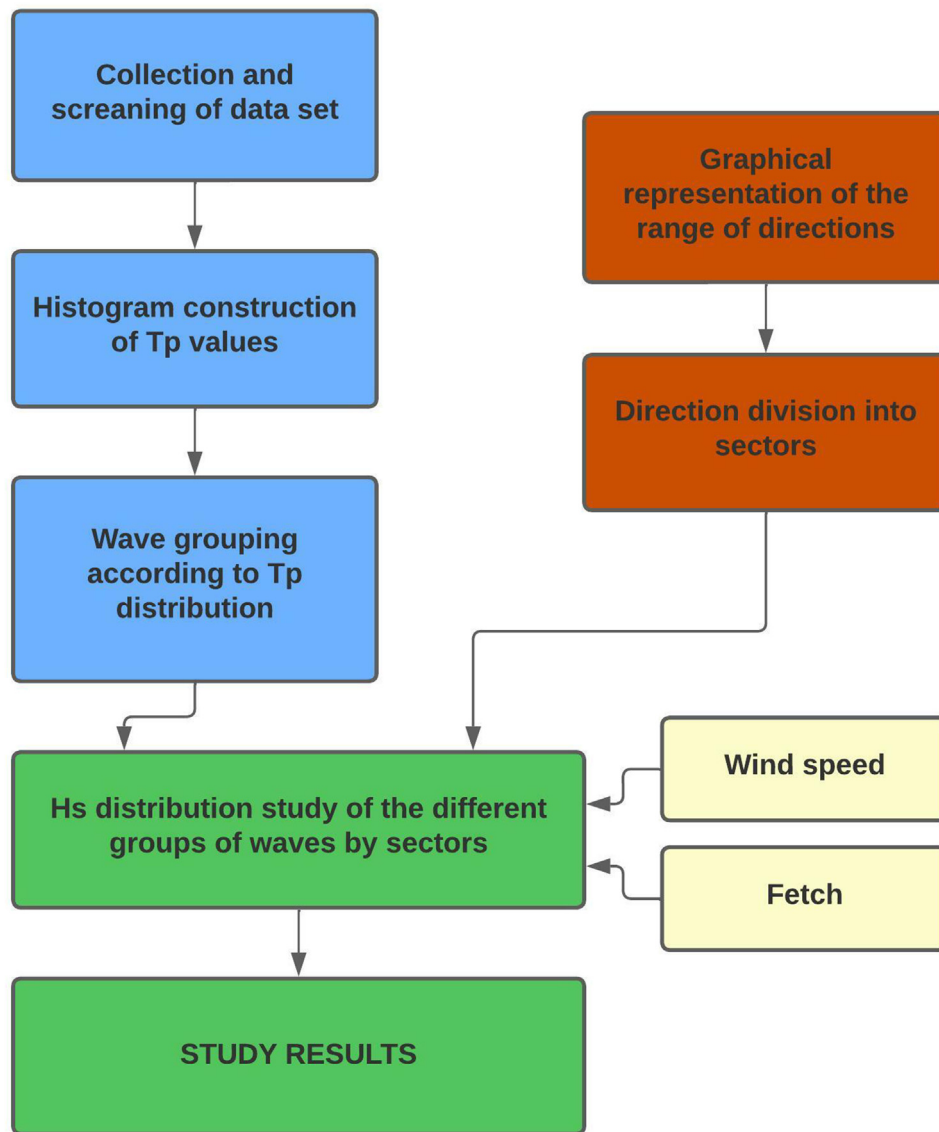 Collection and
screaning of data set
Graphical
representation of the
range of directions
Histogram construction
of Tp values
Direction division into
sectors
Wave grouping
according to Tp
distribution
Wind speed
Hs distribution study of the different
groups of waves by sectors
Fetch
STUDY RESULTS